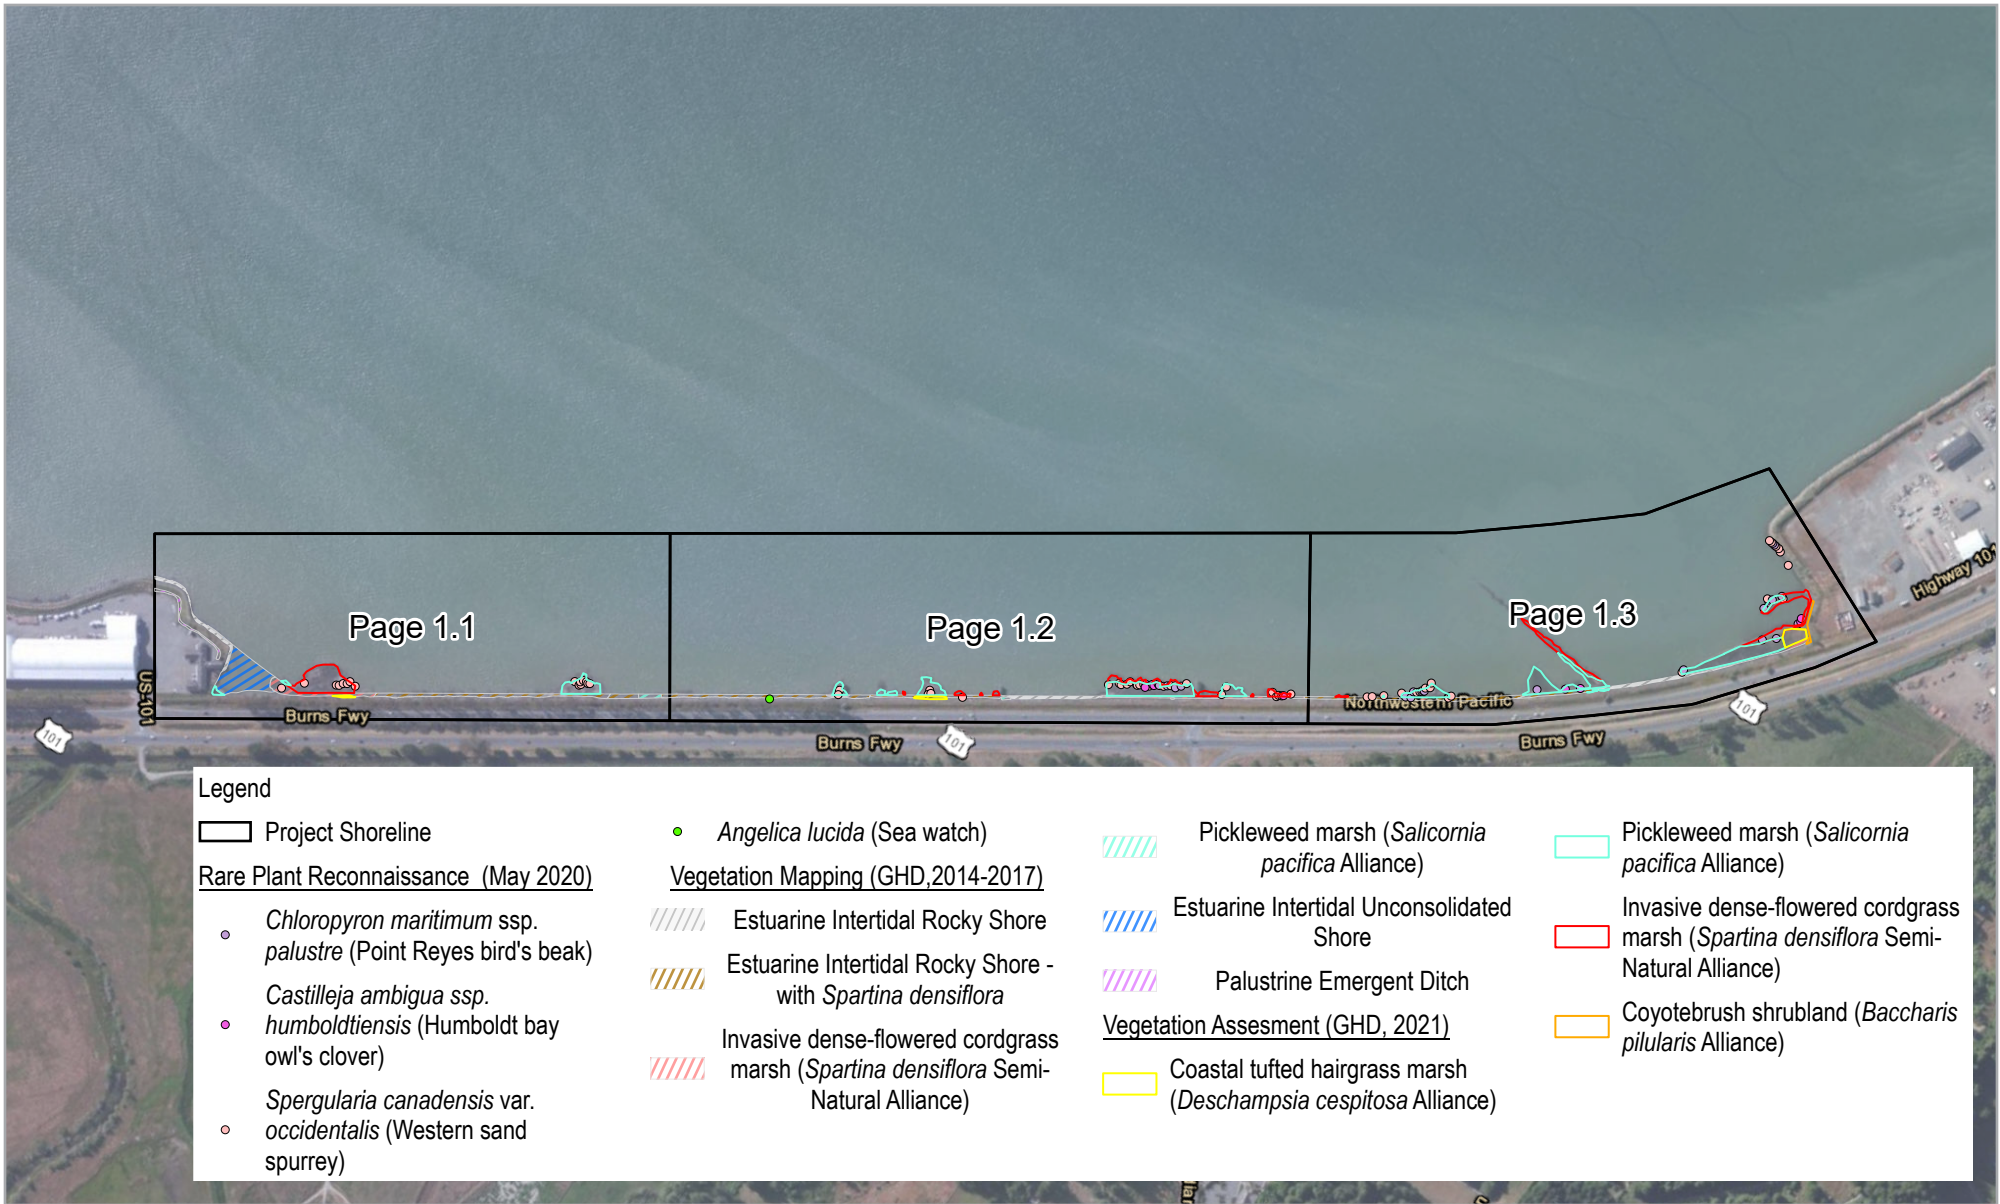 Page 1.1
Page 1.2
Page 1.3
Highway 101
US-101
101
Burns Fwy
Burns Fwy
101
Northwestern Pacific
Burns Fwy
101
Legend
Project Shoreline
Rare Plant Reconnaissance (May 2020)
Chloropyron maritimum ssp.
palustre (Point Reyes bird's beak)
Castilleja ambigua ssp.
humboldtiensis (Humboldt bay
owl's clover)
Spergularia canadensis var.
occidentalis (Western sand
spurrey)
Angelica lucida (Sea watch)
Vegetation Mapping (GHD,2014-2017)
Estuarine Intertidal Rocky Shore
Estuarine Intertidal Rocky Shore -
with Spartina densiflora
Invasive dense-flowered cordgrass
marsh (Spartina densiflora Semi-
Natural Alliance)
Pickleweed marsh (Salicornia
pacifica Alliance)
Estuarine Intertidal Unconsolidated
Shore
Palustrine Emergent Ditch
Vegetation Assesment (GHD, 2021)
Coastal tufted hairgrass marsh
(Deschampsia cespitosa Alliance)
Pickleweed marsh (Salicornia
pacifica Alliance)
Invasive dense-flowered cordgrass
marsh (Spartina densiflora Semi-
Natural Alliance)
Coyotebrush shrubland (Baccharis
pilularis Alliance)